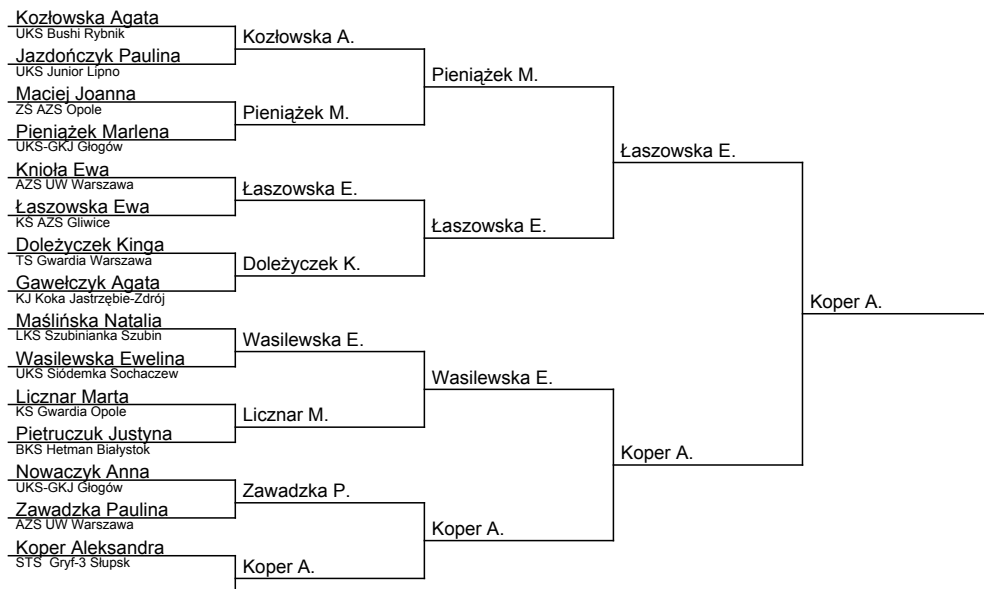 Kozłowska Agata
UKS Bushi Rybnik
Jazdończyk Paulina
UKS Junior Lipno
Maciej Joanna
ZŚ AZS Opole
Pieniążek Marlena
UKS-GKJ Głogów
Knioła Ewa
AZS UW Warszawa
Łaszowska Ewa
KS AZS Gliwice
Doleżyczek Kinga
TS Gwardia Warszawa
Gawełczyk Agata
KJ Koka Jastrzębie-Zdrój
Maślińska Natalia
LKS Szubinianka Szubin
Wasilewska Ewelina
UKS Siódemka Sochaczew
Licznar Marta
KS Gwardia Opole
Pietruczuk Justyna
BKS Hetman Białystok
Nowaczyk Anna
UKS-GKJ Głogów
Zawadzka Paulina
AZS UW Warszawa
Koper Aleksandra
STS Gryf-3 Słupsk
Kozłowska A.
Pieniążek M.
Łaszowska E.
Doleżyczek K.
Wasilewska E.
Licznar M.
Zawadzka P.
Koper A.
Pieniążek M.
Łaszowska E.
Wasilewska E.
Koper A.
Łaszowska E.
Koper A.
Koper A.